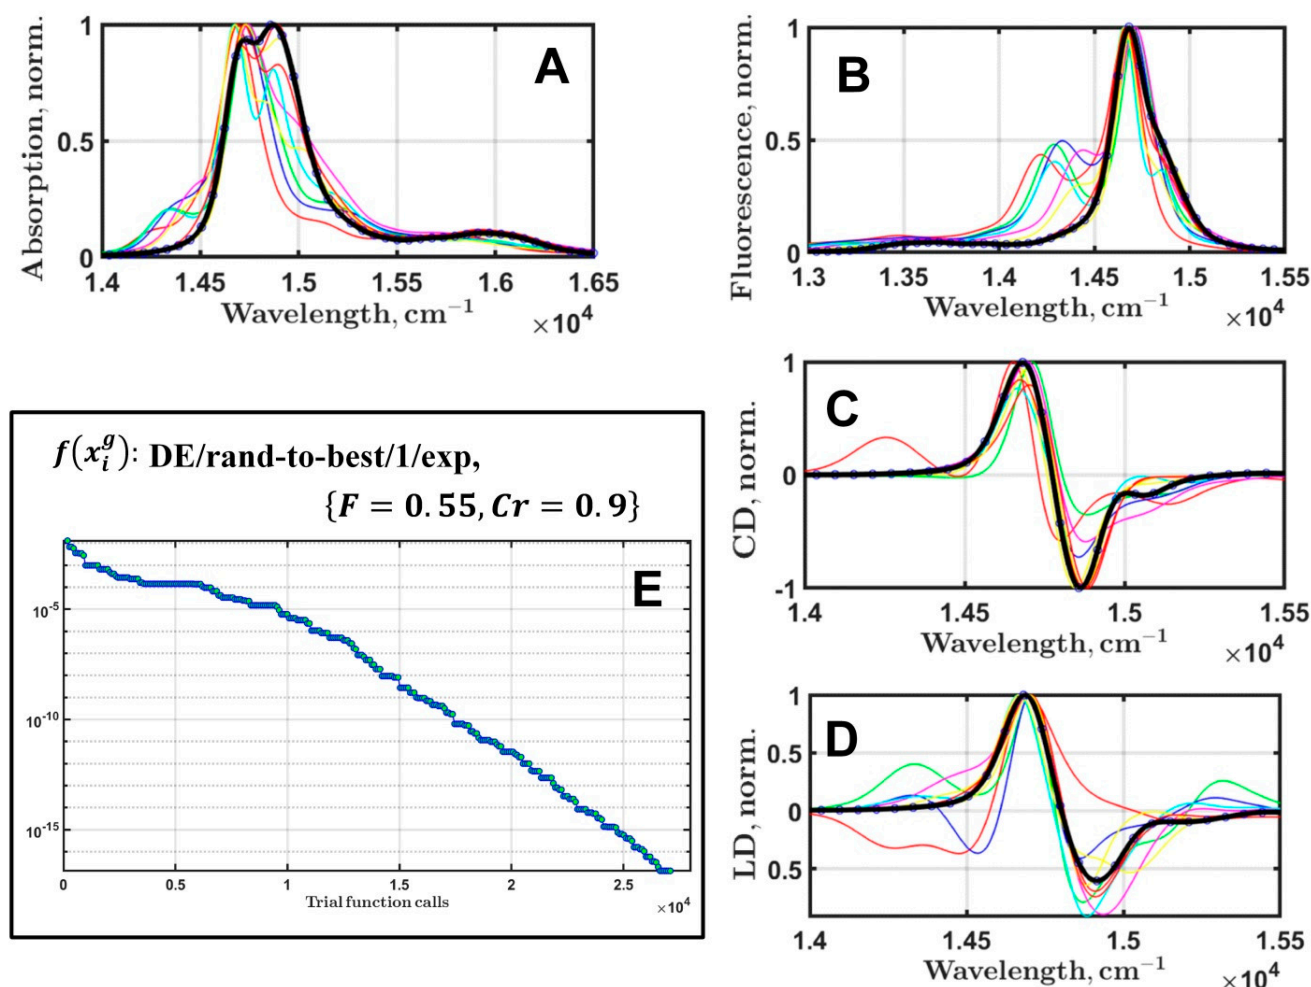 A
Absorption, norm.
1
0.5
0
1.4
1.45
1.5
1.55
1.6
1.65
Wavelength, cm⁻¹
×10⁴
B
Fluorescence, norm.
1
0.5
0
1.3
1.35
1.4
1.45
1.5
1.55
Wavelength, cm⁻¹
×10⁴
C
CD, norm.
1
0
-1
1.4
1.45
1.5
1.55
Wavelength, cm⁻¹
×10⁴
D
LD, norm.
1
0.5
0
0.5
1.4
1.45
1.5
1.55
Wavelength, cm⁻¹
×10⁴
f(xᵢᵍ): DE/rand-to-best/1/exp,
{F = 0.55, Cr = 0.9}
E
10⁻⁵
10⁻¹⁰
10⁻¹⁵
0
0.5
1
1.5
2
2.5
Trial function calls
×10⁴